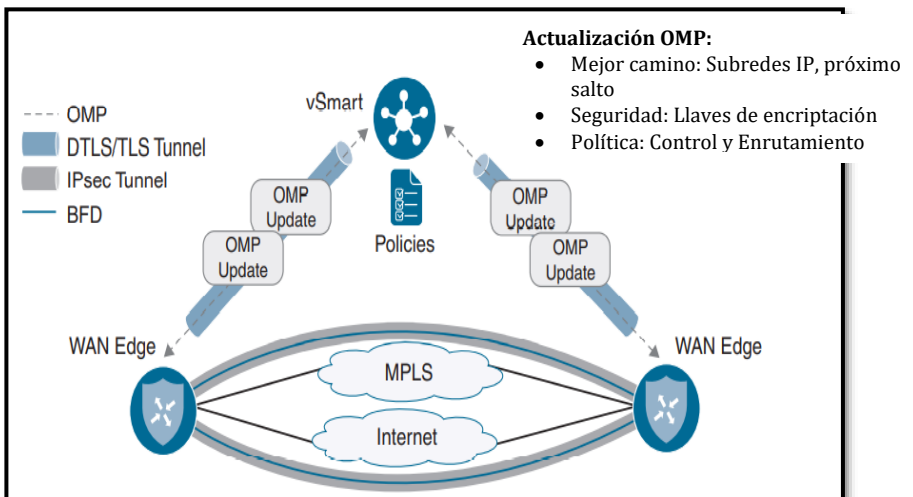 Actualización OMP:
• Mejor camino: Subredes IP, próximo
salto
• Seguridad: Llaves de encriptación
• Política: Control y Enrutamiento
vSmart
OMP
DTLS/TLS Tunnel
IPsec Tunnel
BFD
OMP
Update
OMP
Update
Policies
OMP
Update
OMP
Update
WAN Edge
WAN Edge
MPLS
Internet